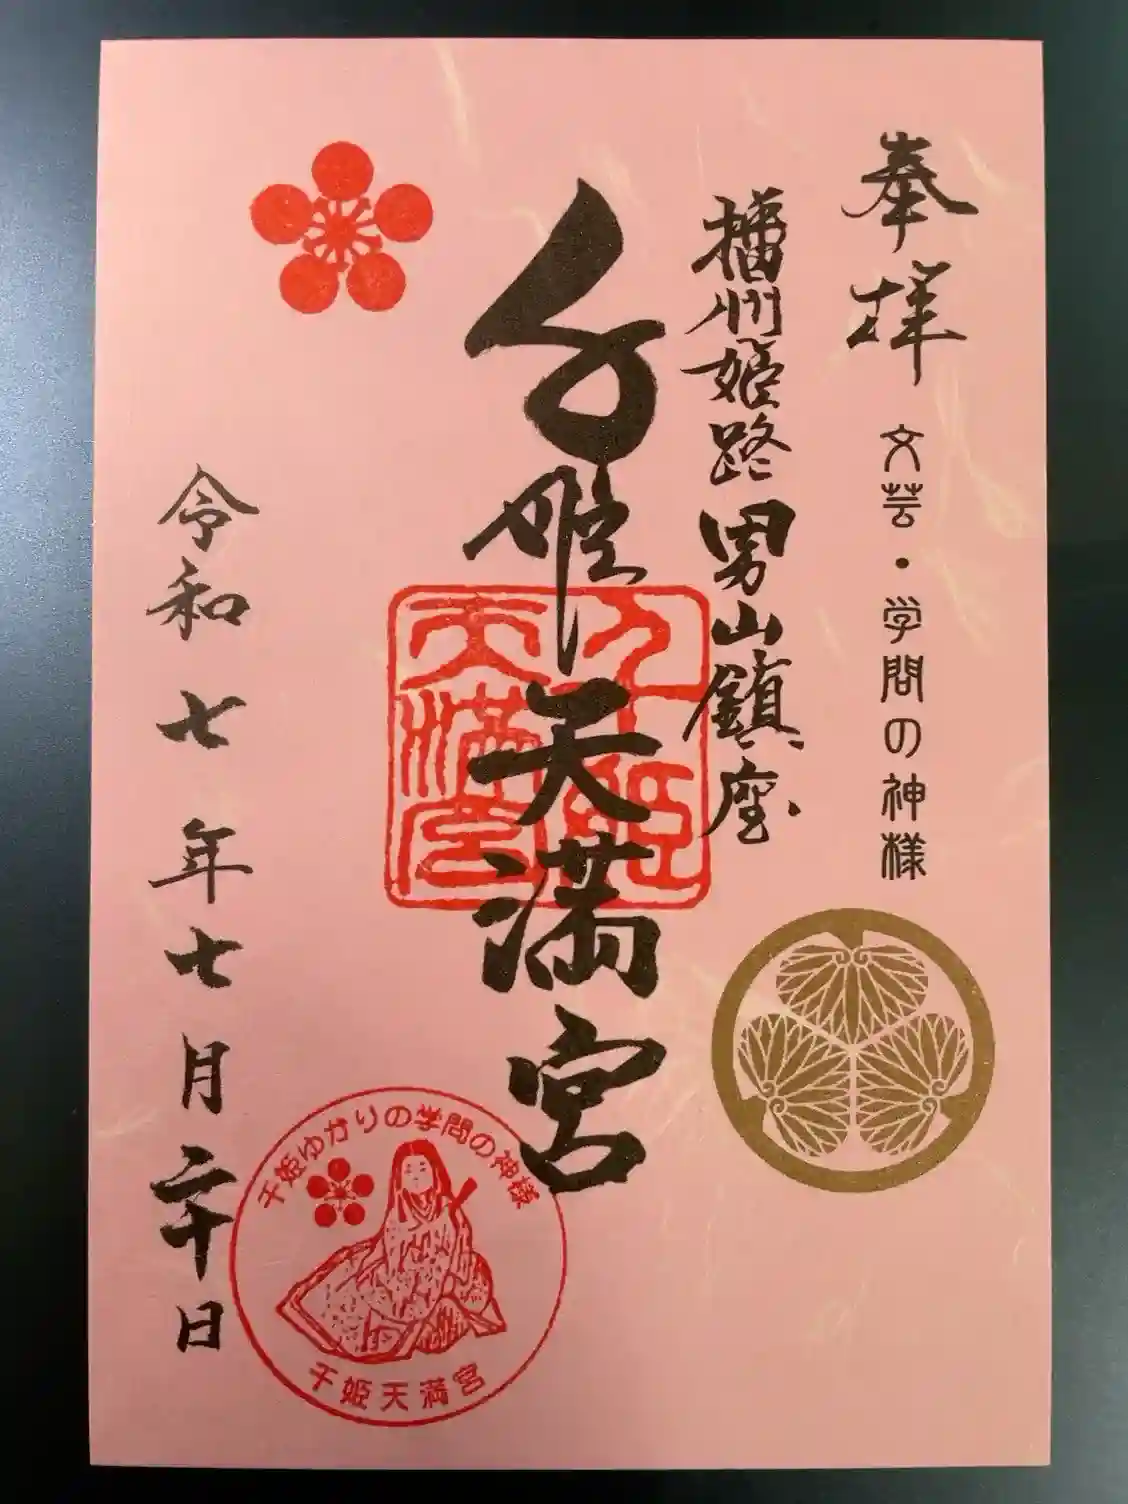 奉拝
文芸・学問の神様
播州姫路男山鎮座
千姫天満宮
千姫
天満宮
令和七年七月二十日
千姫ゆかりの学問の神様
千姫天満宮